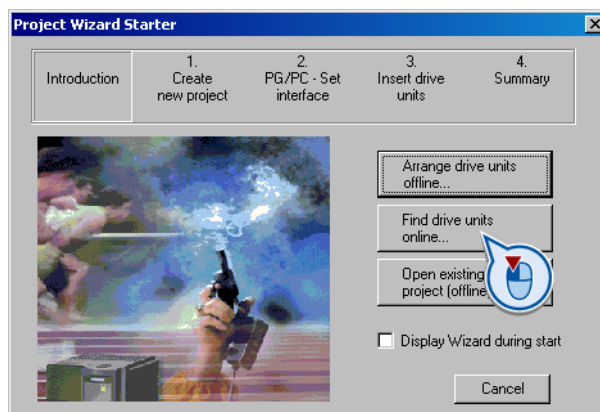 Project Wizard Starter
Introduction
1.
Create
new project
2.
PG/PC - Set
interface
3.
Insert drive
units
4.
Summary
Arrange drive units
offline...
Find drive units
online...
Open existing
project (offline)
Display Wizard during start
Cancel